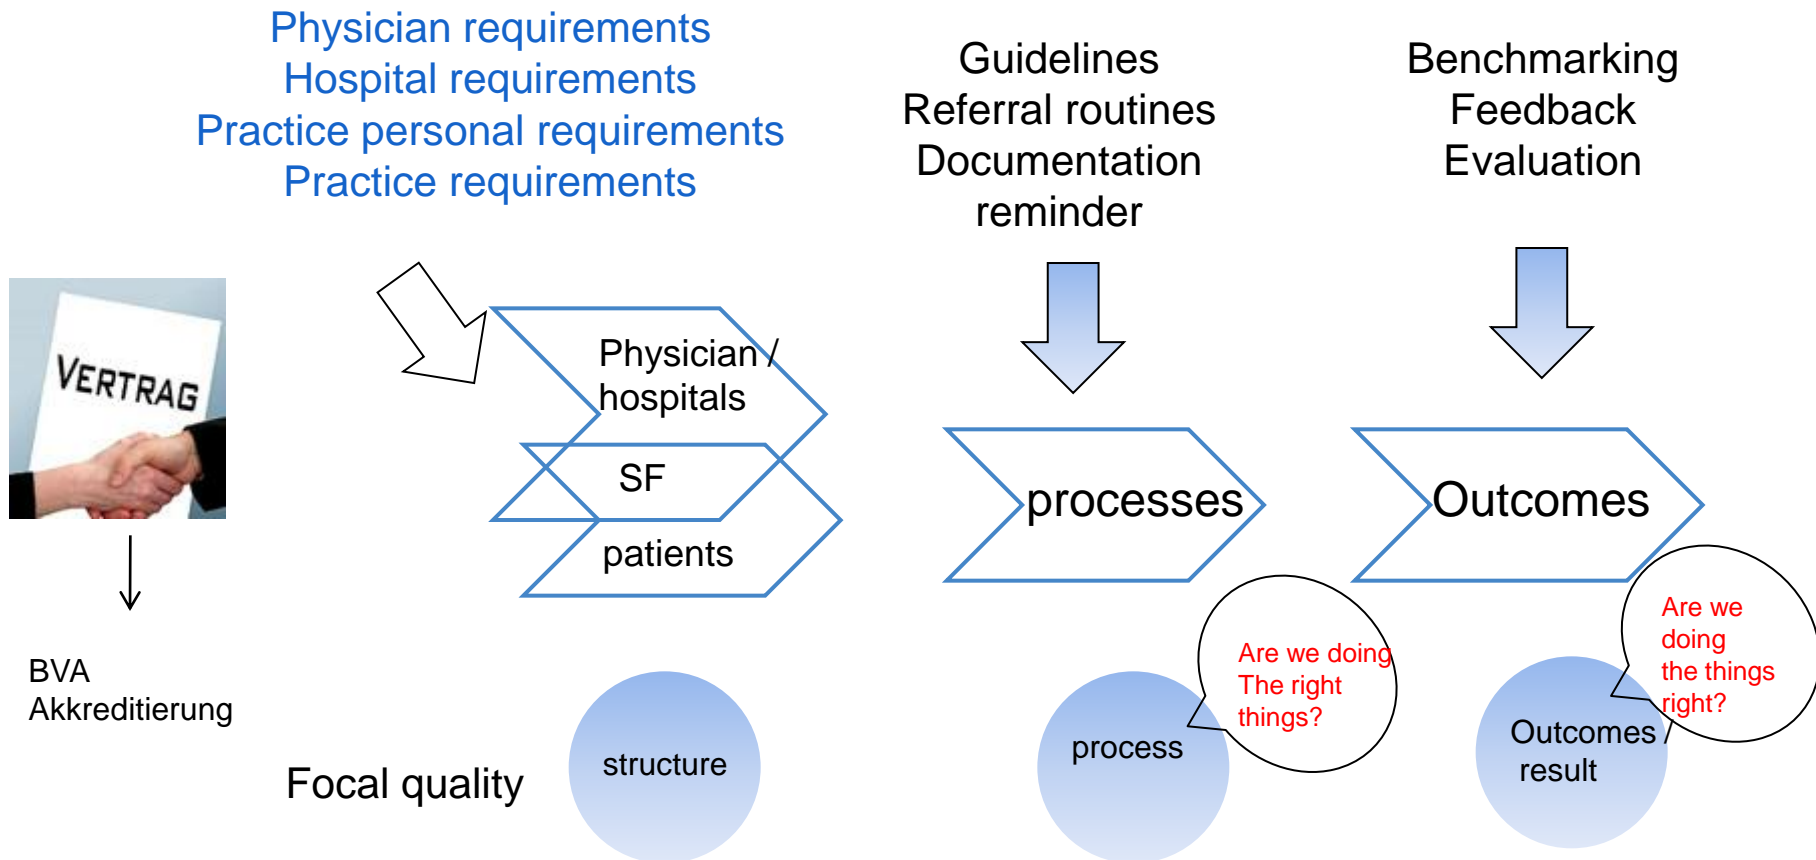 Physician requirements
Hospital requirements
Practice personal requirements
Practice requirements
Guidelines
Referral routines
Documentation
reminder
Benchmarking
Feedback
Evaluation
VERTRAG
Physician /
hospitals
SF
patients
processes
Outcomes
BVA
Akkreditierung
Focal quality
structure
process
Are we doing
The right
things?
Outcomes /
result
Are we
doing
the things
right?